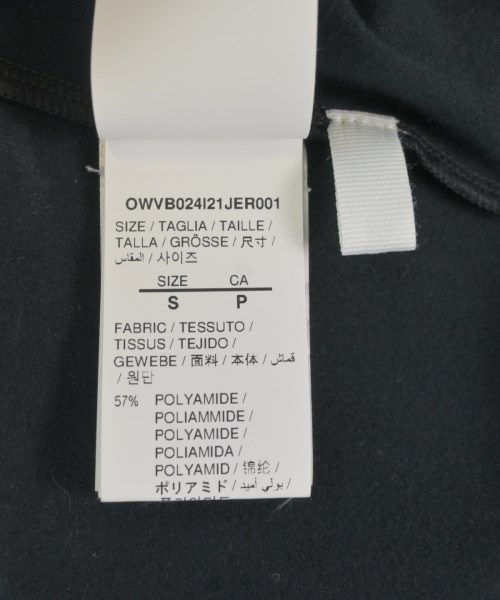 OWVB024I21JER001
SIZE / TAGLIA / TAILLE /
TALLA / GRÖSSE / 尺寸
المقاس / 사이즈
SIZE CA
S P
FABRIC / TESSUTO /
TISSUS / TEJIDO /
GEWEBE / 面料 / 本体 / قماش
/ 원단
57% POLYAMIDE /
POLIAMMIDE /
POLYAMIDE /
POLIAMIDA /
POLYAMID / 锦纶 /
ポリアミド / بولي أميد /